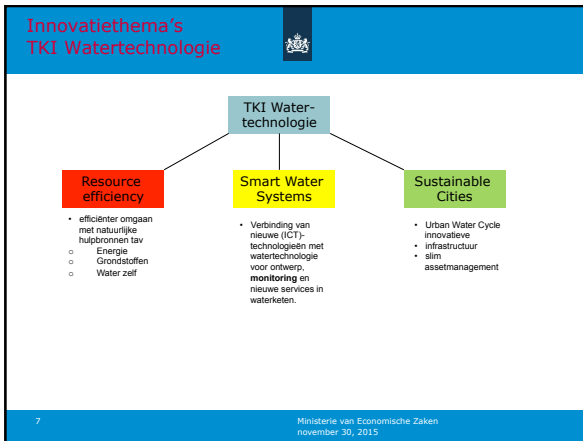 Innovatiethema's
TKI Watertechnologie
TKI Water-
technologie
Resource
efficiency
• efficiënter omgaan
met natuurlijke
hulpbronnen tav
o Energie
o Grondstoffen
o Water zelf
Smart Water
Systems
• Verbinding van
nieuwe (ICT)-
technologieën met
watertechnologie
voor ontwerp,
monitoring en
nieuwe services in
waterketen.
Sustainable
Cities
• Urban Water Cycle
innovatieve
• infrastructuur
• slim
assetmanagement
7
Ministerie van Economische Zaken
november 30, 2015